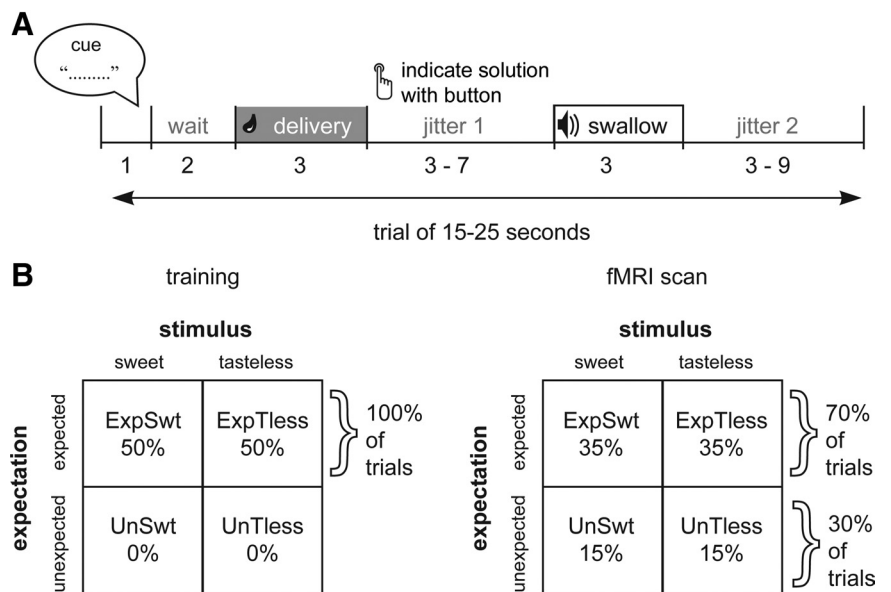 A
cue
“.........”
indicate solution
with button
wait
delivery
jitter 1
swallow
jitter 2
1
2
3
3 - 7
3
3 - 9
trial of 15-25 seconds
B
training
stimulus
sweet
tasteless
expectation
expected
ExpSwt
50%
ExpTless
50%
100%
of
trials
unexpected
UnSwt
0%
UnTless
0%
fMRI scan
stimulus
sweet
tasteless
expectation
expected
ExpSwt
35%
ExpTless
35%
70%
of
trials
unexpected
UnSwt
15%
UnTless
15%
30%
of
trials